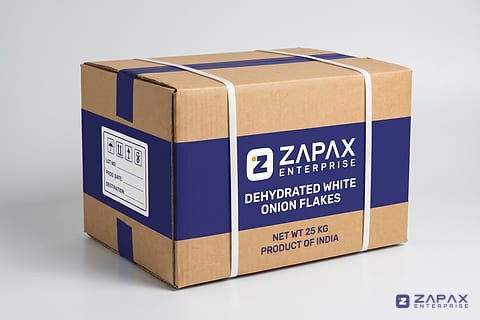 LOT NO:
PROD. DATE:
DESTINATION:
ZAPAX
ENTERPRISE
DEHYDRATED WHITE
ONION FLAKES
NET WT 25 KG
PRODUCT OF INDIA
ZAPAX
ENTERPRISE